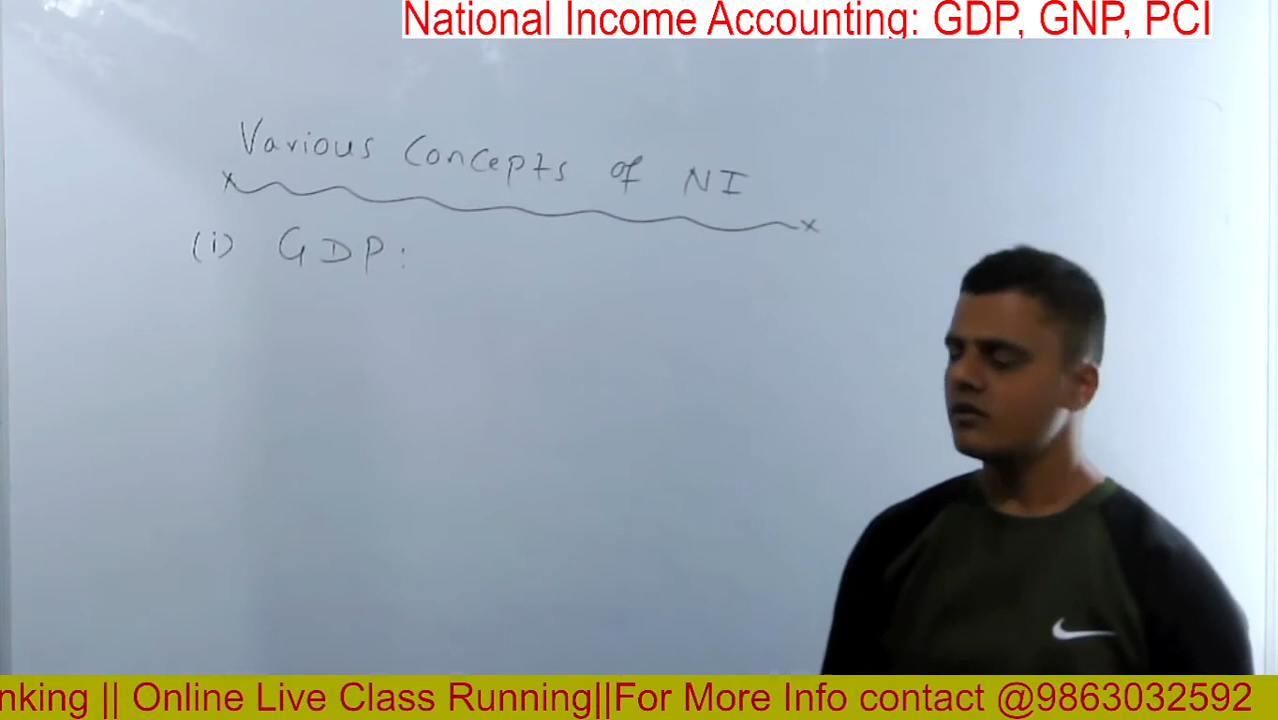 National Income Accounting: GDP, GNP, PCI
Various Concepts of NI
(i) GDP:
nking || Online Live Class Running||For More Info contact @9863032592